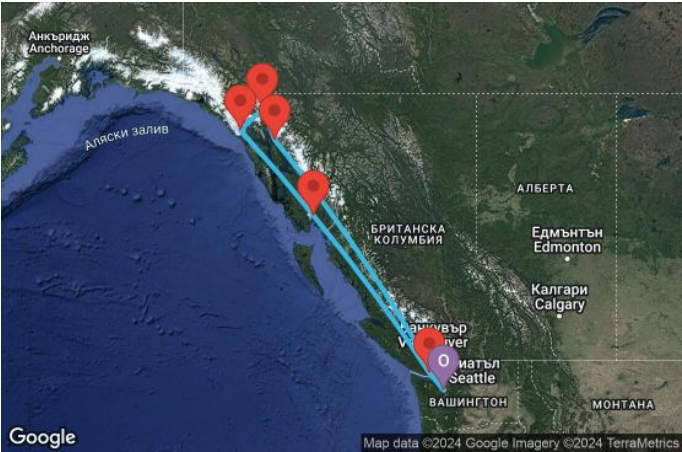 Анкъридж
Anchorage
Аляски залив
АЛБЕРТА
БРИТАНСКА
КОЛУМБИЯ
Едмънтън
Edmonton
Калгари
Calgary
O
Seattle
ВАШИНГТОН
МОНТАНА
Google
Map data ©2024 Google Imagery ©2024 TerraMetrics